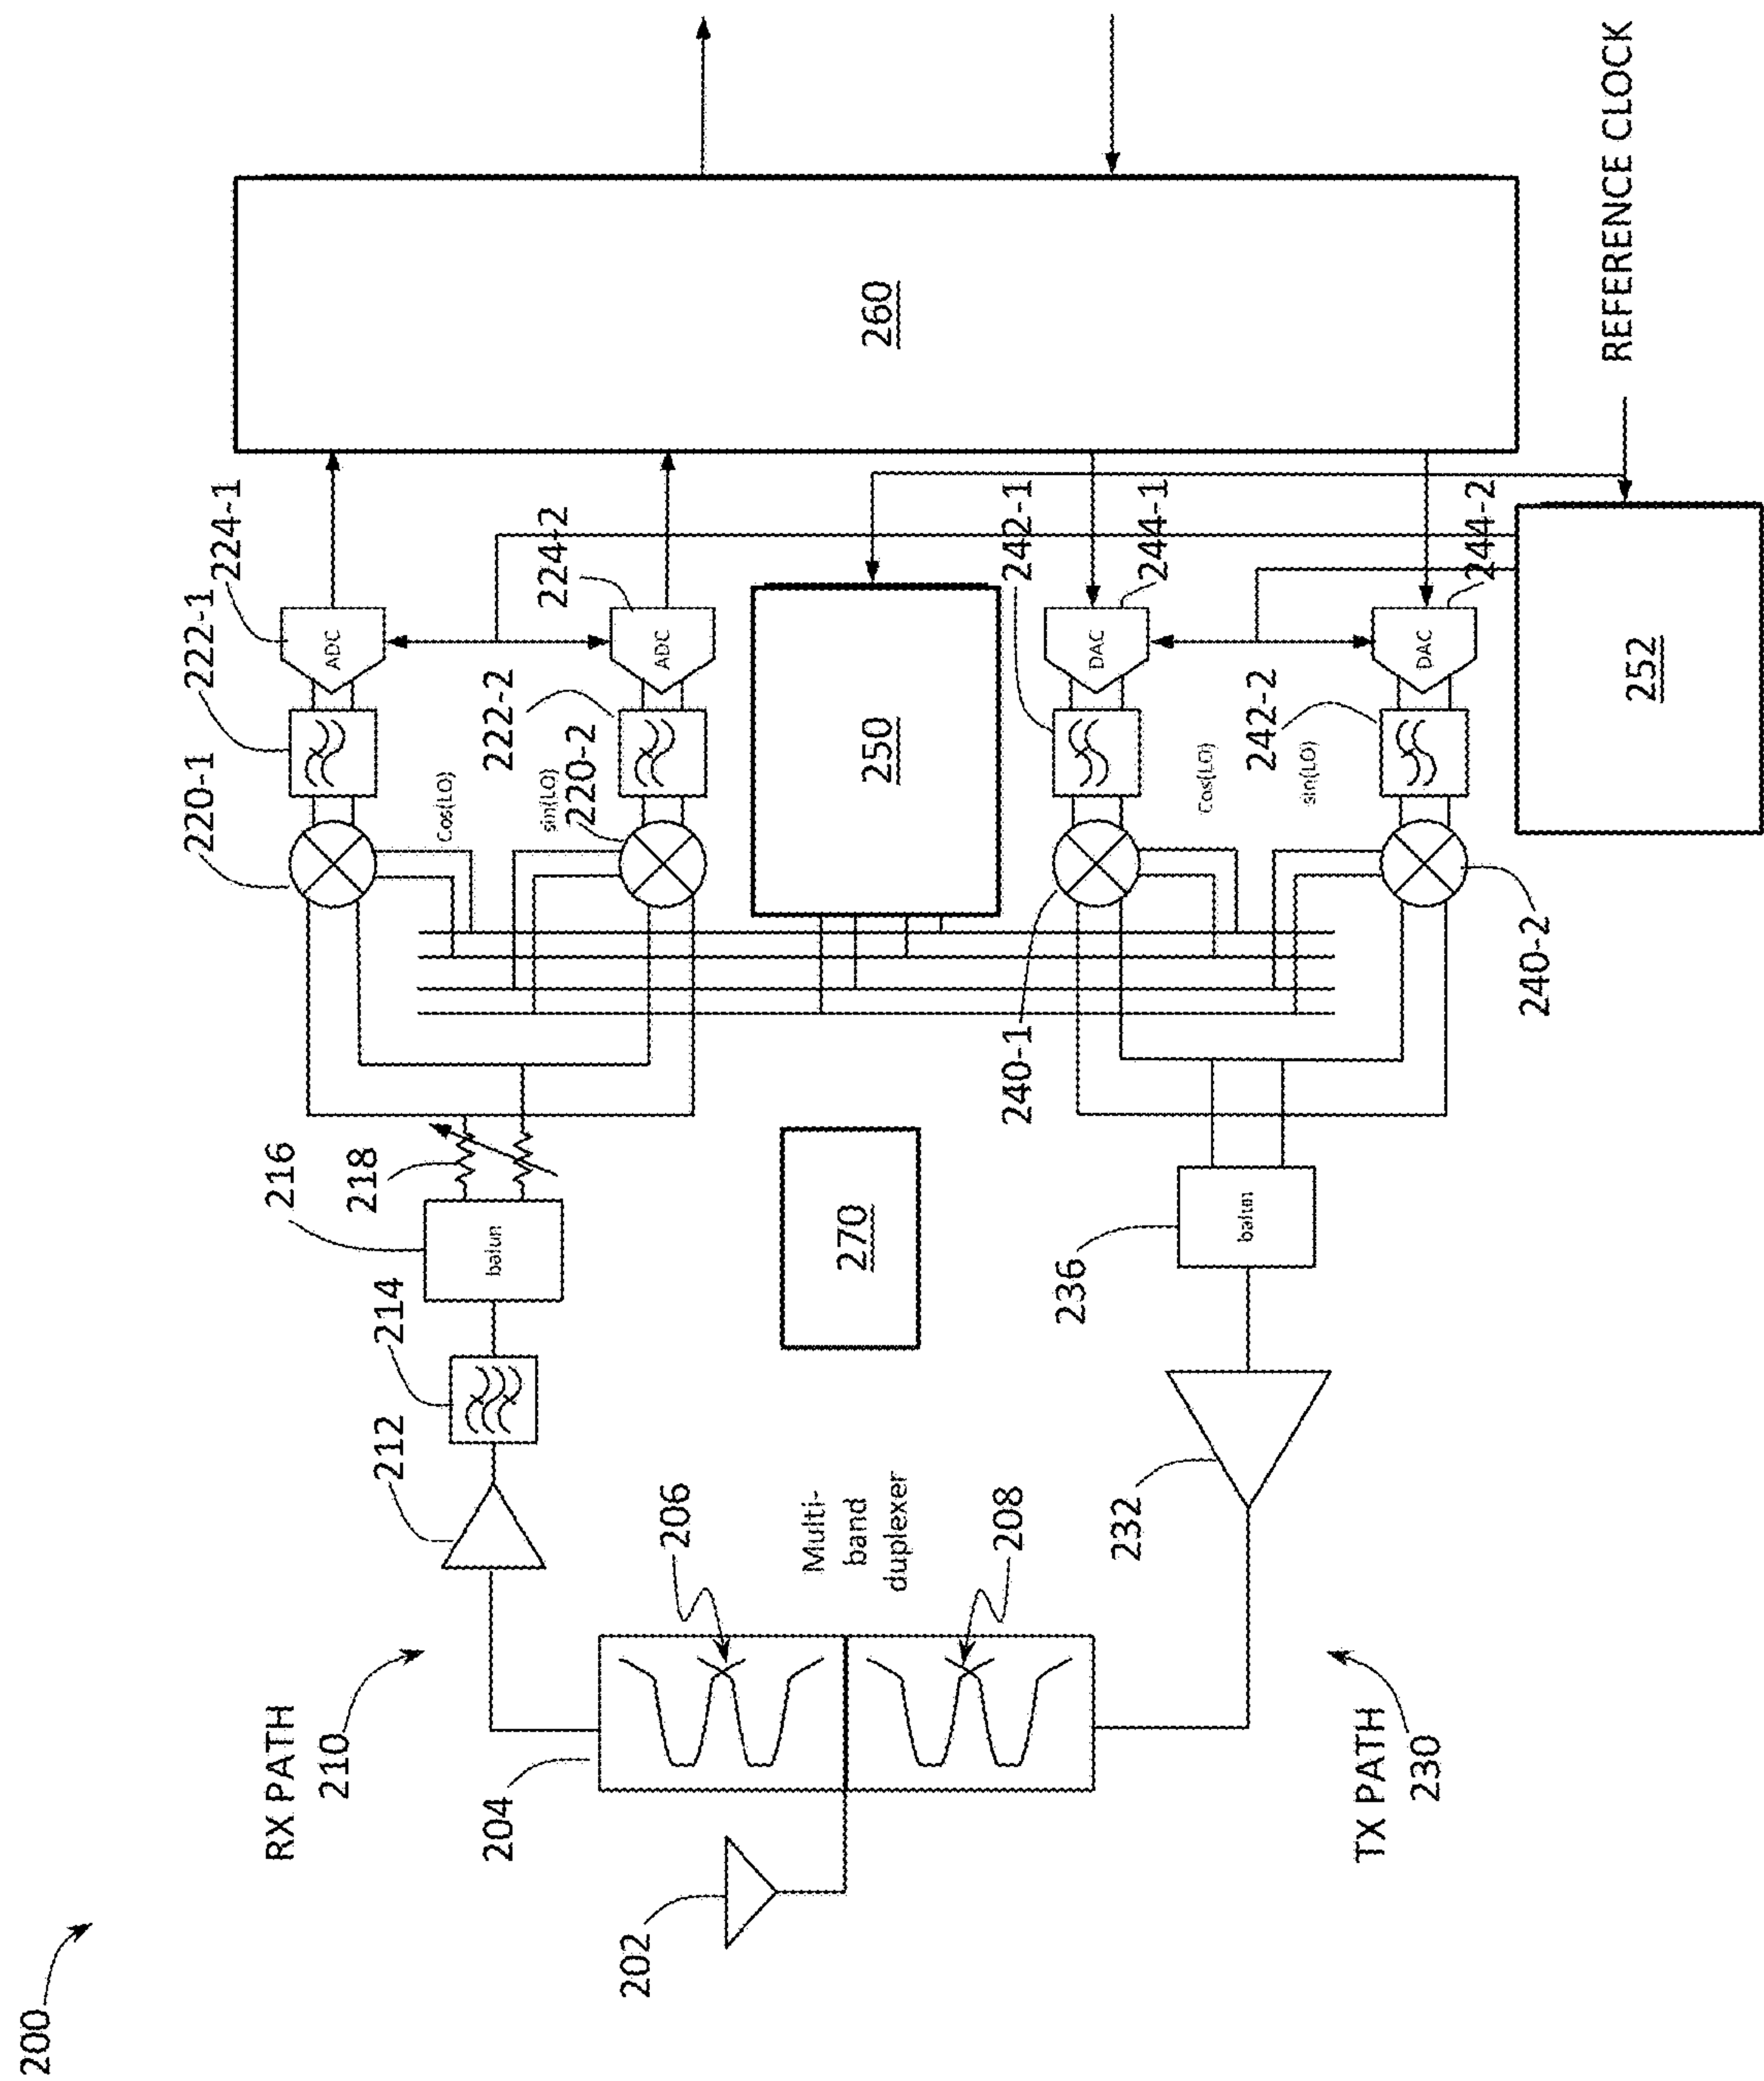 200
RX PATH
210
202
204
206
Multi-
band
duplexer
208
TX PATH
230
212
214
216
balun
218
232
236
balun
270
220-1
222-1
224-1
ADC
Cos(LO)
sin(LO)
220-2
222-2
224-2
ADC
250
240-1
242-1
244-1
DAC
Cos(LO)
sin(LO)
240-2
242-2
244-2
DAC
252
260
REFERENCE CLOCK